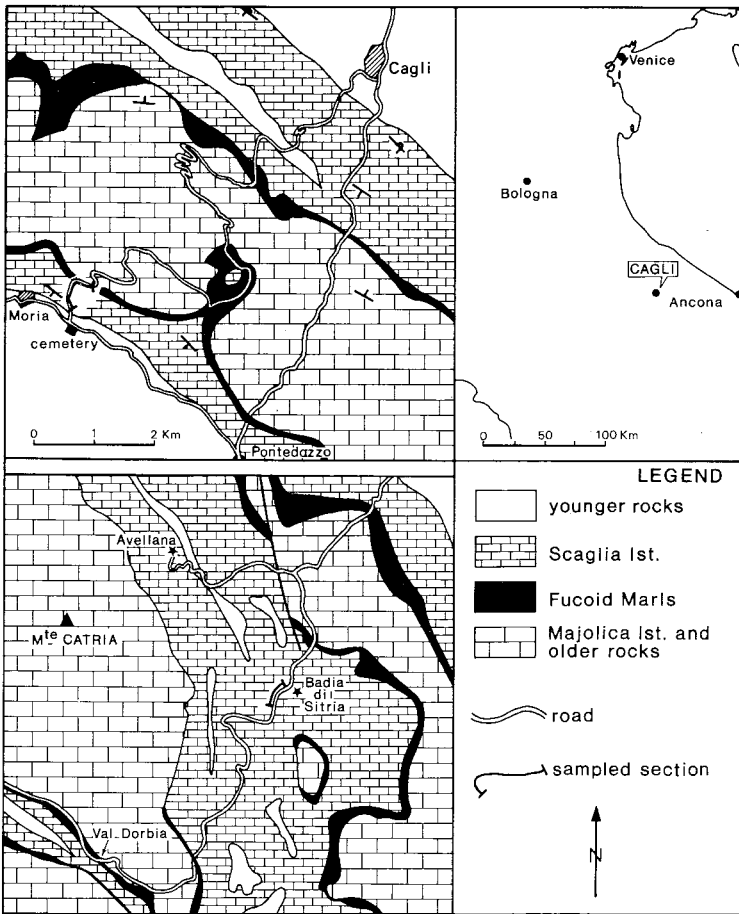 Cagli
Moria
cemetery
0 1 2 Km
Pontedazzo
Venice
Bologna
CAGLI
Ancona
0 50 100 Km
Avellana
Mte CATRIA
Badia
di
Sitria
Val Dorbia
LEGEND
younger rocks
Scaglia lst.
Fucoid Marls
Majolica lst. and
older rocks
road
sampled section
N